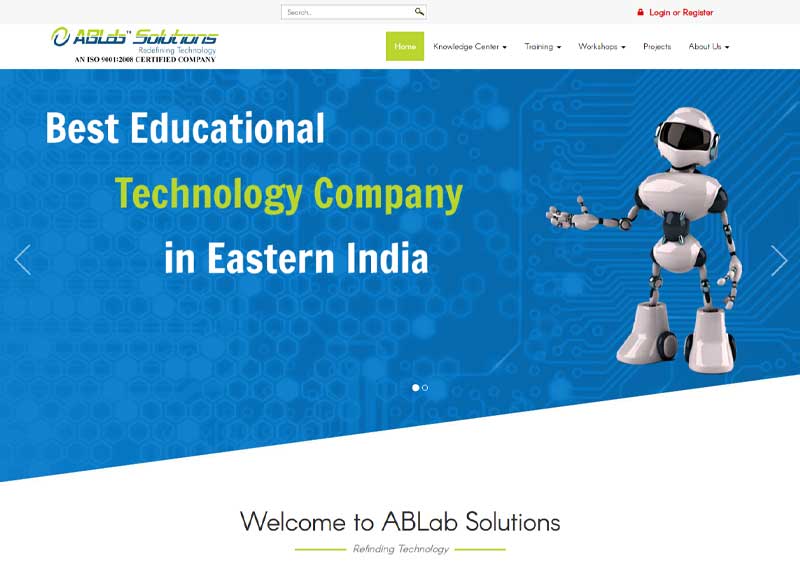 Search...
Login or Register
ABLab™ Solutions
Redefining Technology
AN ISO 9001:2008 CERTIFIED COMPANY
Home Knowledge Center Training Workshops Projects About Us
Best Educational
Technology Company
in Eastern India
Welcome to ABLab Solutions
Refinding Technology